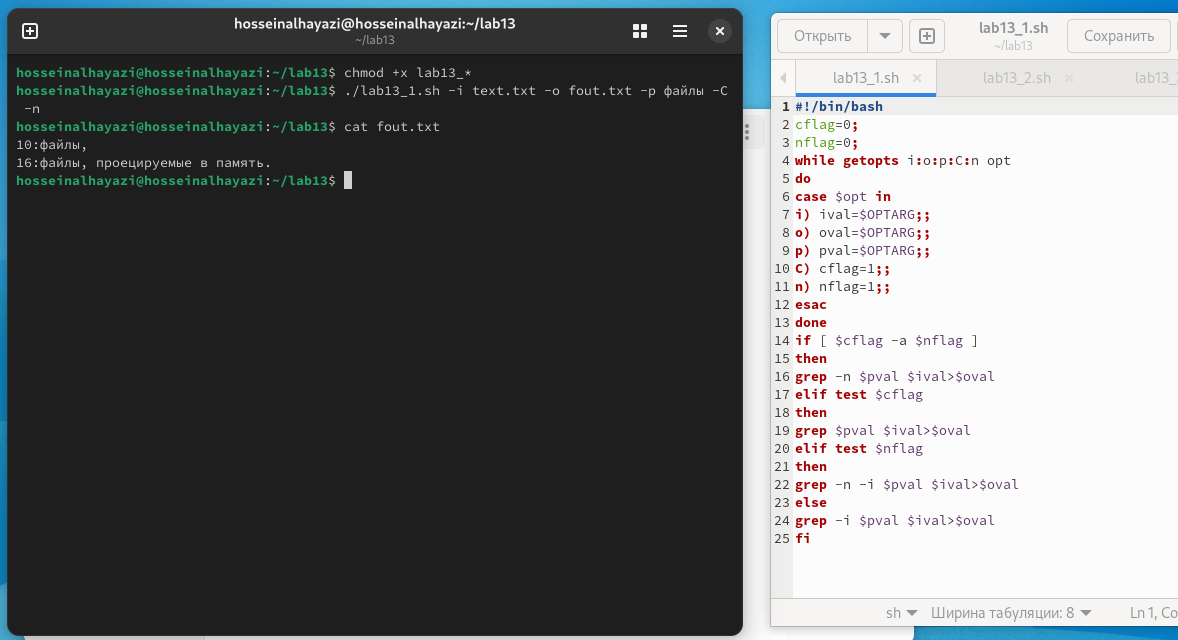 hosseinalhayazi@hosseinalhayazi:~/lab13
~/lab13
hosseinalhayazi@hosseinalhayazi:~/lab13$ chmod +x lab13_*
hosseinalhayazi@hosseinalhayazi:~/lab13$ ./lab13_1.sh -i text.txt -o fout.txt -p файлы -C
-n
hosseinalhayazi@hosseinalhayazi:~/lab13$ cat fout.txt
10:файлы,
16:файлы, проецируемые в память.
hosseinalhayazi@hosseinalhayazi:~/lab13$
Открыть
lab13_1.sh
~/lab13
Сохранить
lab13_1.sh × lab13_2.sh × lab13_
1 #!/bin/bash
2 cflag=0;
3 nflag=0;
4 while getopts i:o:p:C:n opt
5 do
6 case $opt in
7 i) ival=$OPTARG;;
8 o) oval=$OPTARG;;
9 p) pval=$OPTARG;;
10 C) cflag=1;;
11 n) nflag=1;;
12 esac
13 done
14 if [ $cflag -a $nflag ]
15 then
16 grep -n $pval $ival>$oval
17 elif test $cflag
18 then
19 grep $pval $ival>$oval
20 elif test $nflag
21 then
22 grep -n -i $pval $ival>$oval
23 else
24 grep -i $pval $ival>$oval
25 fi
sh Ширина табуляции: 8 Ln 1, Co